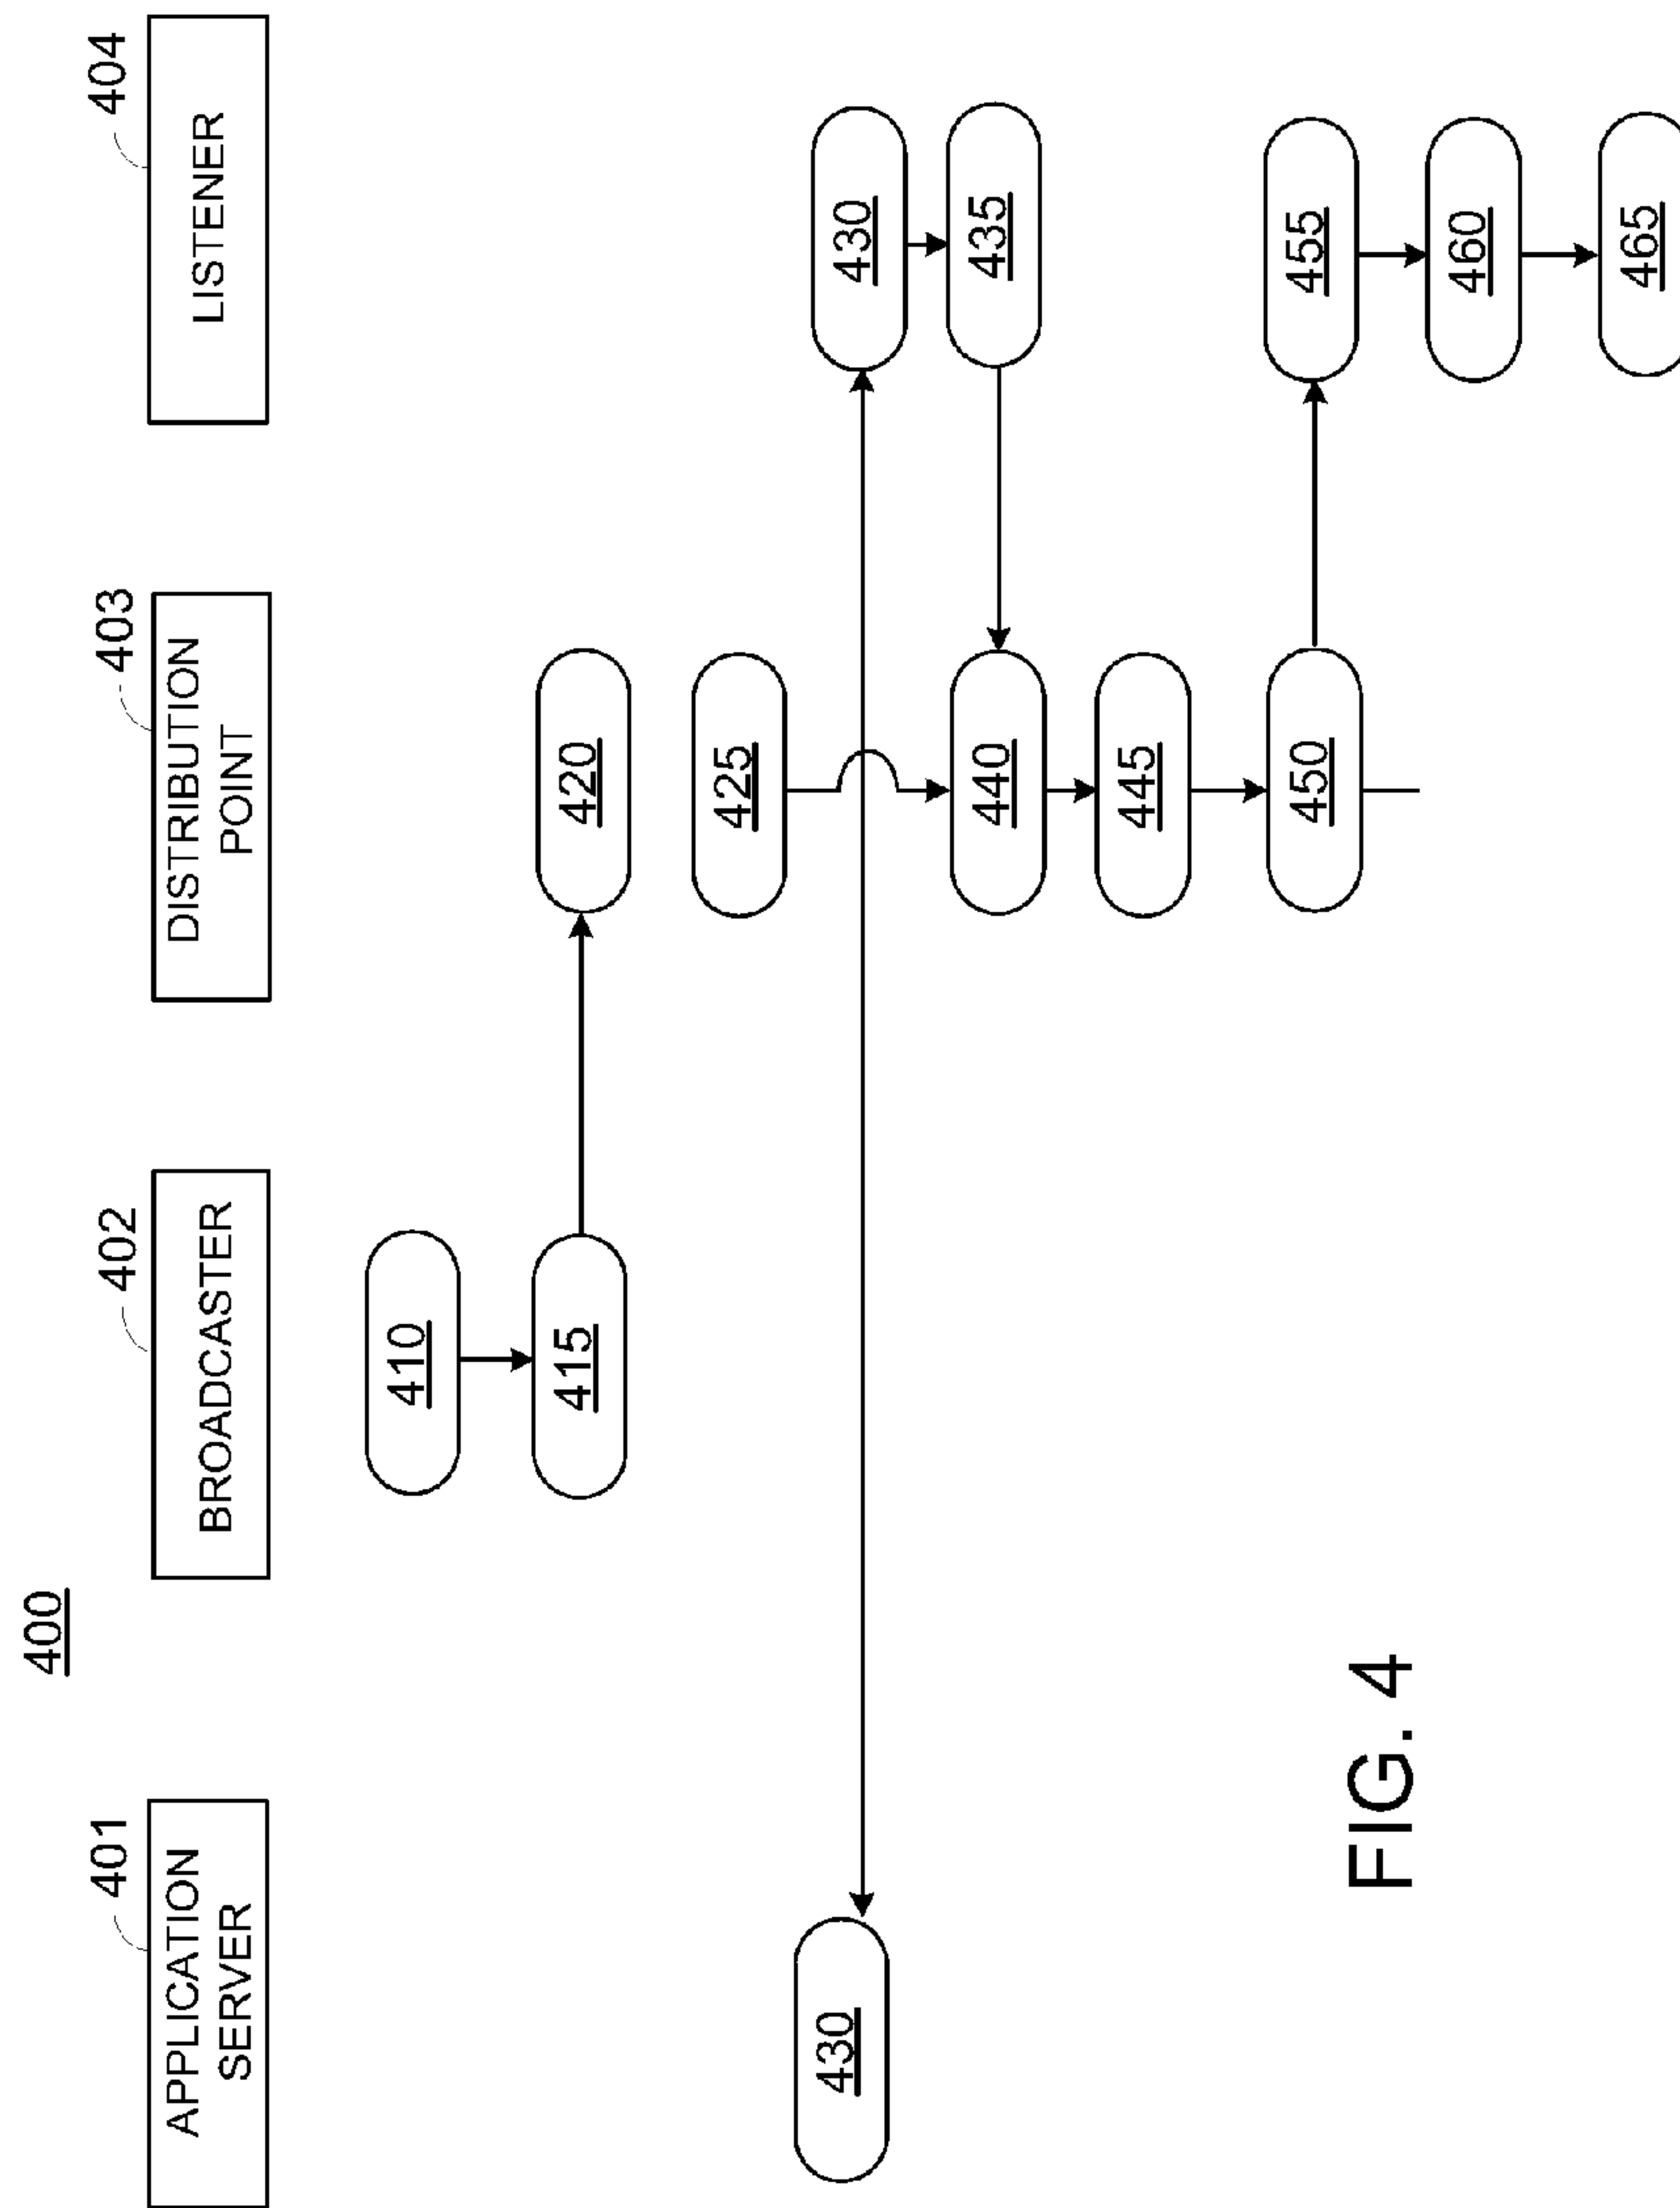 400
401
402
403
404
APPLICATION
SERVER
BROADCASTER
DISTRIBUTION
POINT
LISTENER
410
415
420
425
430
430
435
440
445
450
455
460
465
FIG. 4